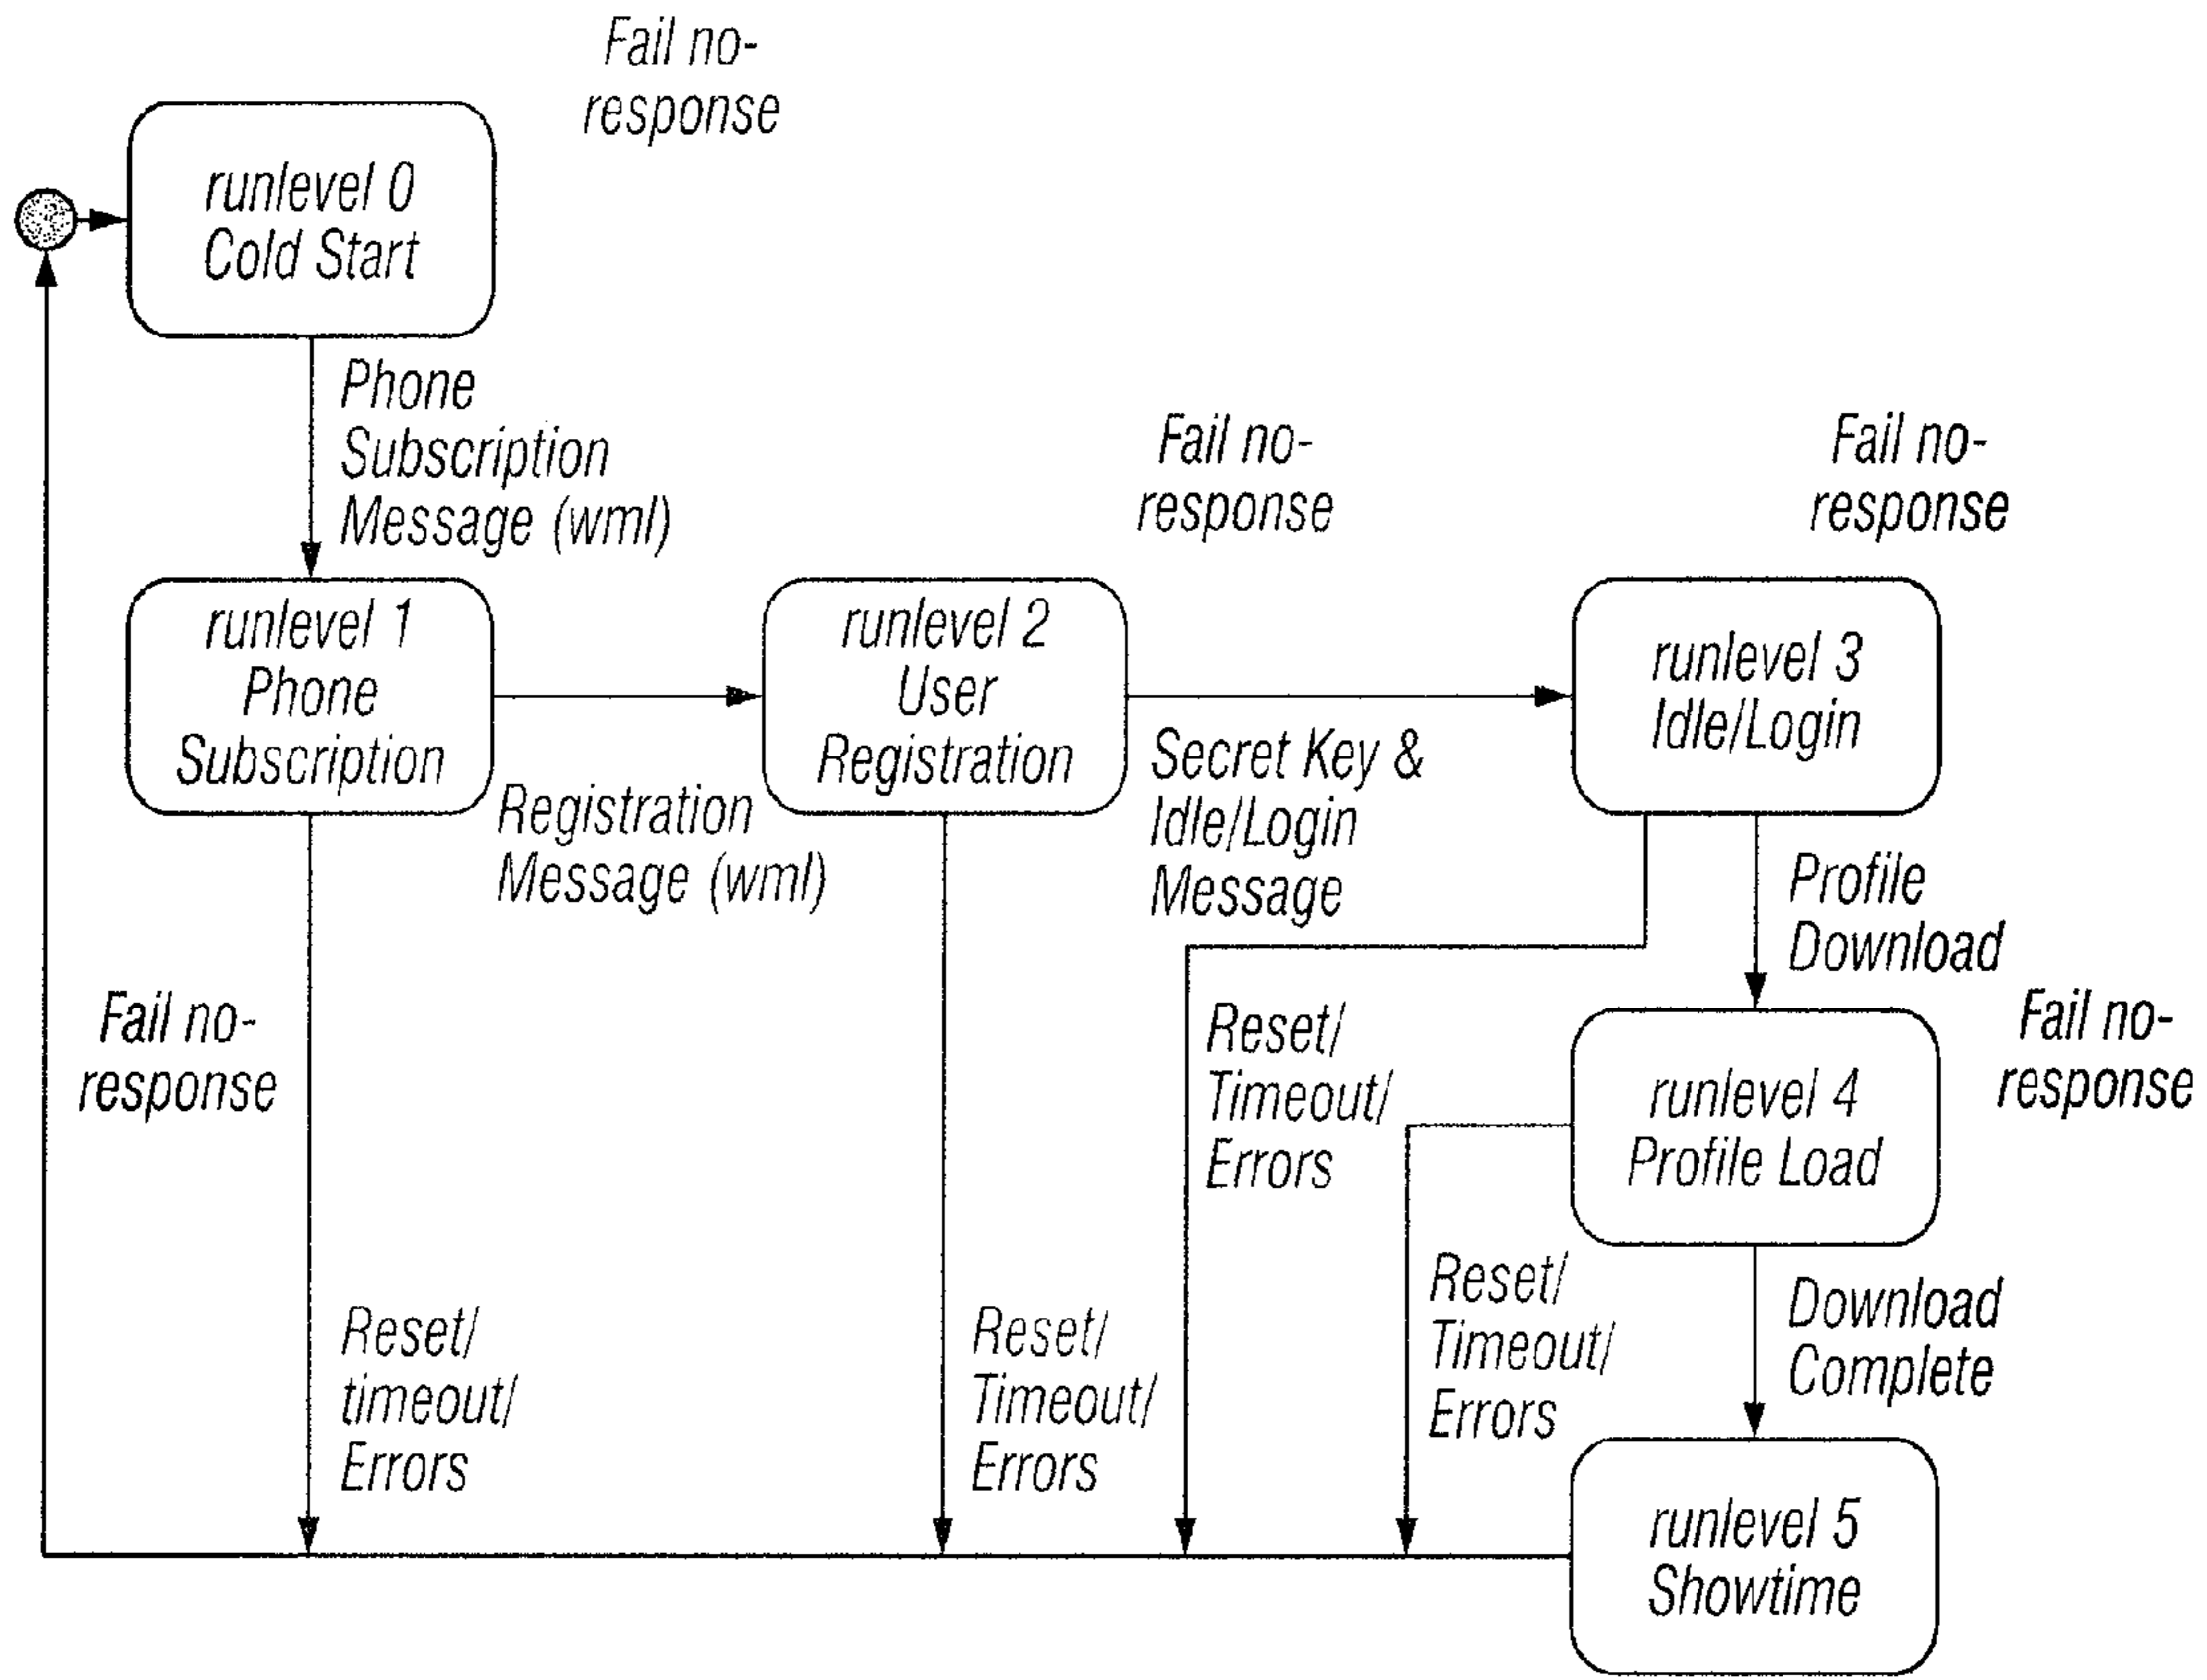 Fail no-
response
runlevel 0
Cold Start
Phone
Subscription
Message (wml)
Fail no-
response
Fail no-
response
runlevel 1
Phone
Subscription
runlevel 2
User
Registration
runlevel 3
Idle/Login
Registration
Message (wml)
Secret Key &
Idle/Login
Message
Profile
Download
Fail no-
response
Reset/
Timeout/
Errors
Fail no-
response
runlevel 4
Profile Load
Reset/
timeout/
Errors
Reset/
Timeout/
Errors
Reset/
Timeout/
Errors
Download
Complete
runlevel 5
Showtime